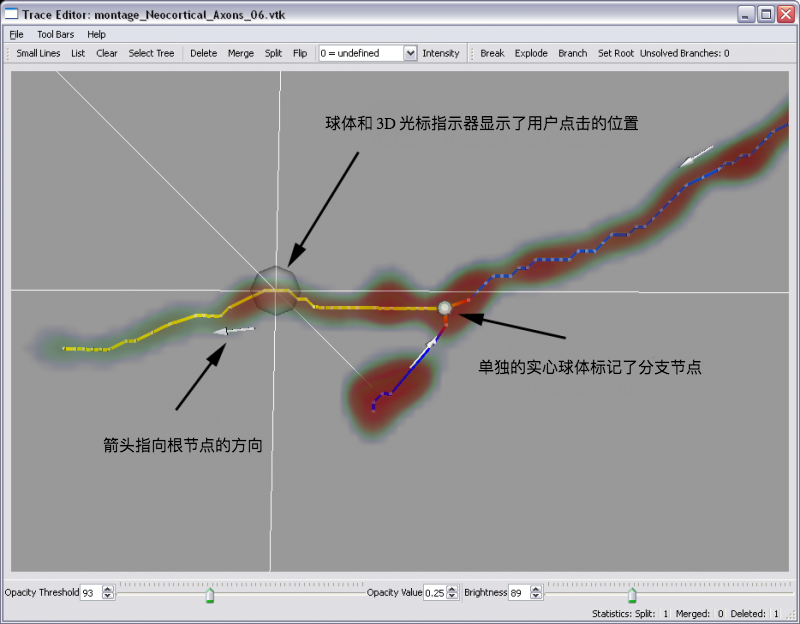 Trace Editor: montage_Neocortical_Axons_06.vtk
File Tool Bars Help
Small Lines List Clear Select Tree Delete Merge Split Flip 0 = undefined Intensity Break Explode Branch Set Root Unsolved Branches: 0
球体和 3D 光标指示器显示了用户点击的位置
单独的实心球体标记了分支节点
箭头指向根节点的方向
Opacity Threshold 93 Opacity Value 0.25 Brightness 89
Statistics: Split: 1 Merged: 0 Deleted: 1